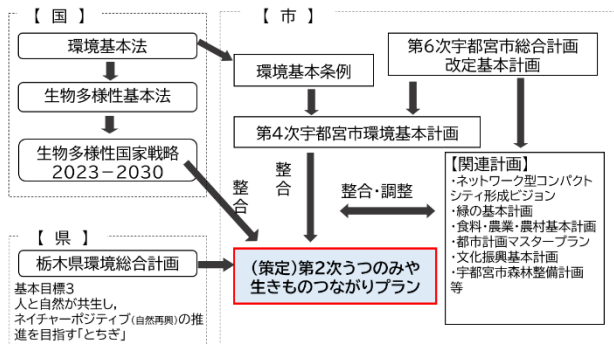 【 国 】
環境基本法
生物多様性基本法
生物多様性国家戦略
2023－2030
【 市 】
環境基本条例
第6次宇都宮市総合計画
改定基本計画
第4次宇都宮市環境基本計画
整合
整合
整合・調整
【関連計画】
・ネットワーク型コンパクト
シティ形成ビジョン
・緑の基本計画
・食料・農業・農村基本計画
・都市計画マスタープラン
・文化振興基本計画
・宇都宮市森林整備計画
等
【 県 】
栃木県環境総合計画
基本目標3
人と自然が共生し，
ネイチャーポジティブ(自然再興)の推
進を目指す「とちぎ」
(策定)第2次うつのみや
生きものつながりプラン